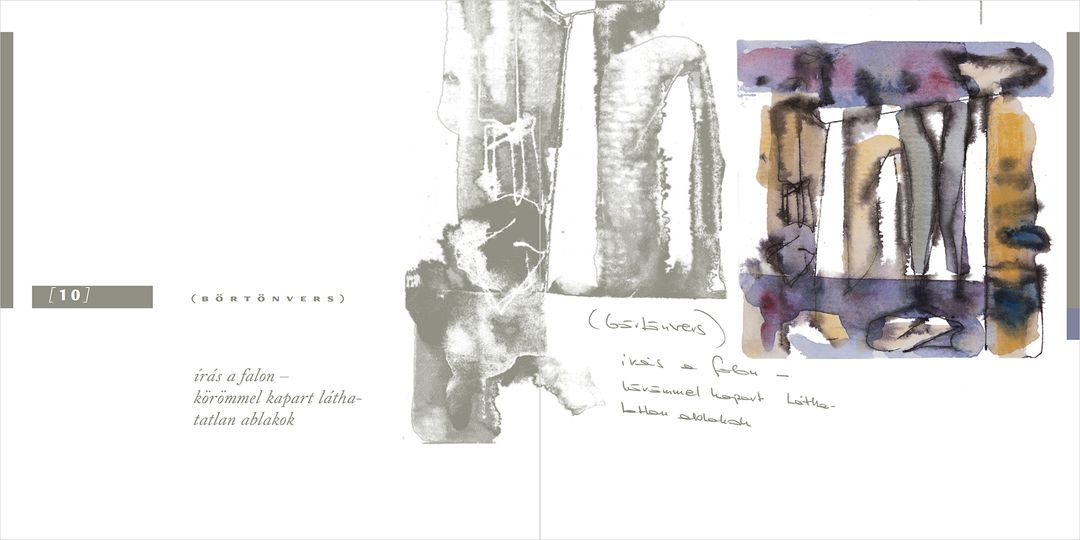 [10]
(BÖRTÖNVERS)
írás a falon –
körömmel kapart látha-
tatlan ablakok
(börtönvers)
írás a falon –
körömmel kapart látha-
tatlan ablakok